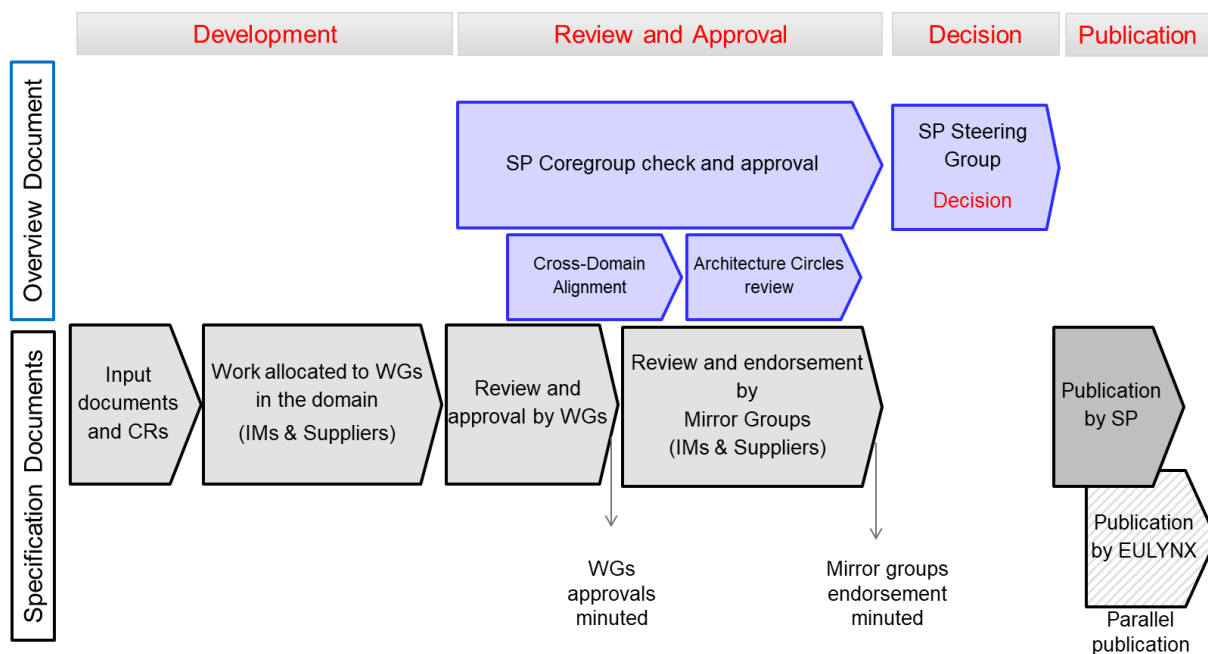 Development
Review and Approval
Decision
Publication
Overview Document
SP Coregroup check and approval
SP Steering
Group
Decision
Cross-Domain
Alignment
Architecture Circles
review
Specification Documents
Input
documents
and CRs
Work allocated to WGs
in the domain
(IMs & Suppliers)
Review and
approval by WGs
Review and endorsement
by
Mirror Groups
(IMs & Suppliers)
Publication
by SP
Publication
by EULYNX
WGs
approvals
minuted
Mirror groups
endorsement
minuted
Parallel
publication